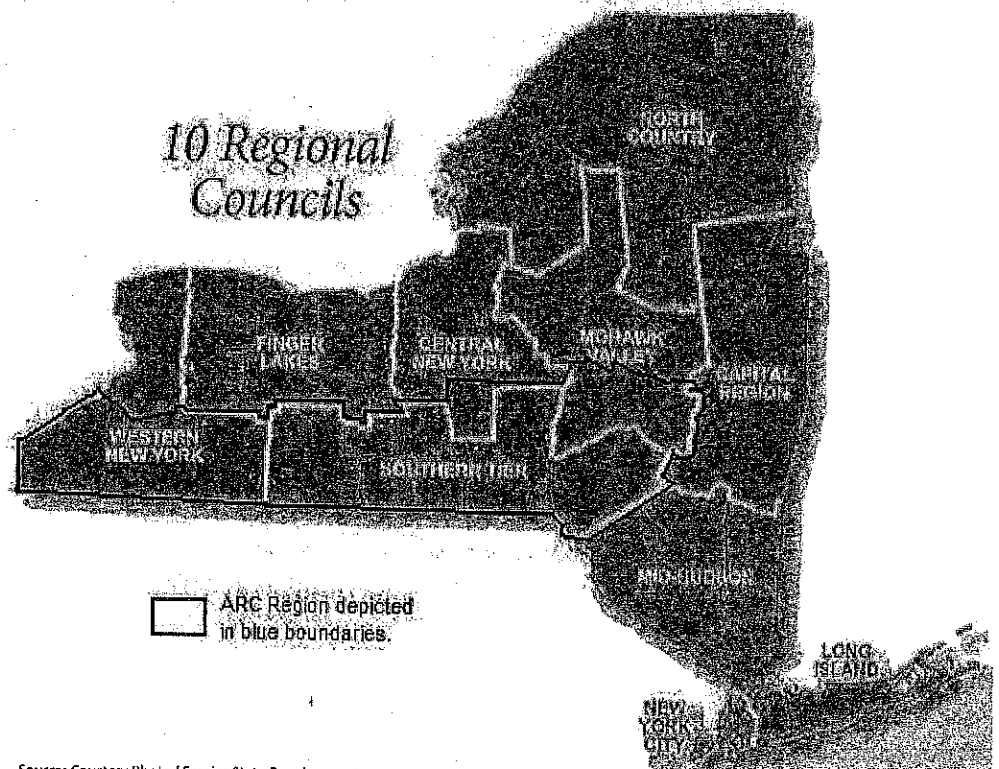 10 Regional
Councils
NORTH
COUNTRY
FINGER
LAKES
CENTRAL
NEW YORK
MOHAWK
VALLEY
CAPITAL
REGION
WESTERN
NEW YORK
SOUTHERN TIER
MID-HUDSON
ARC Region depicted
in blue boundaries.
LONG
ISLAND
NEW
YORK
CITY